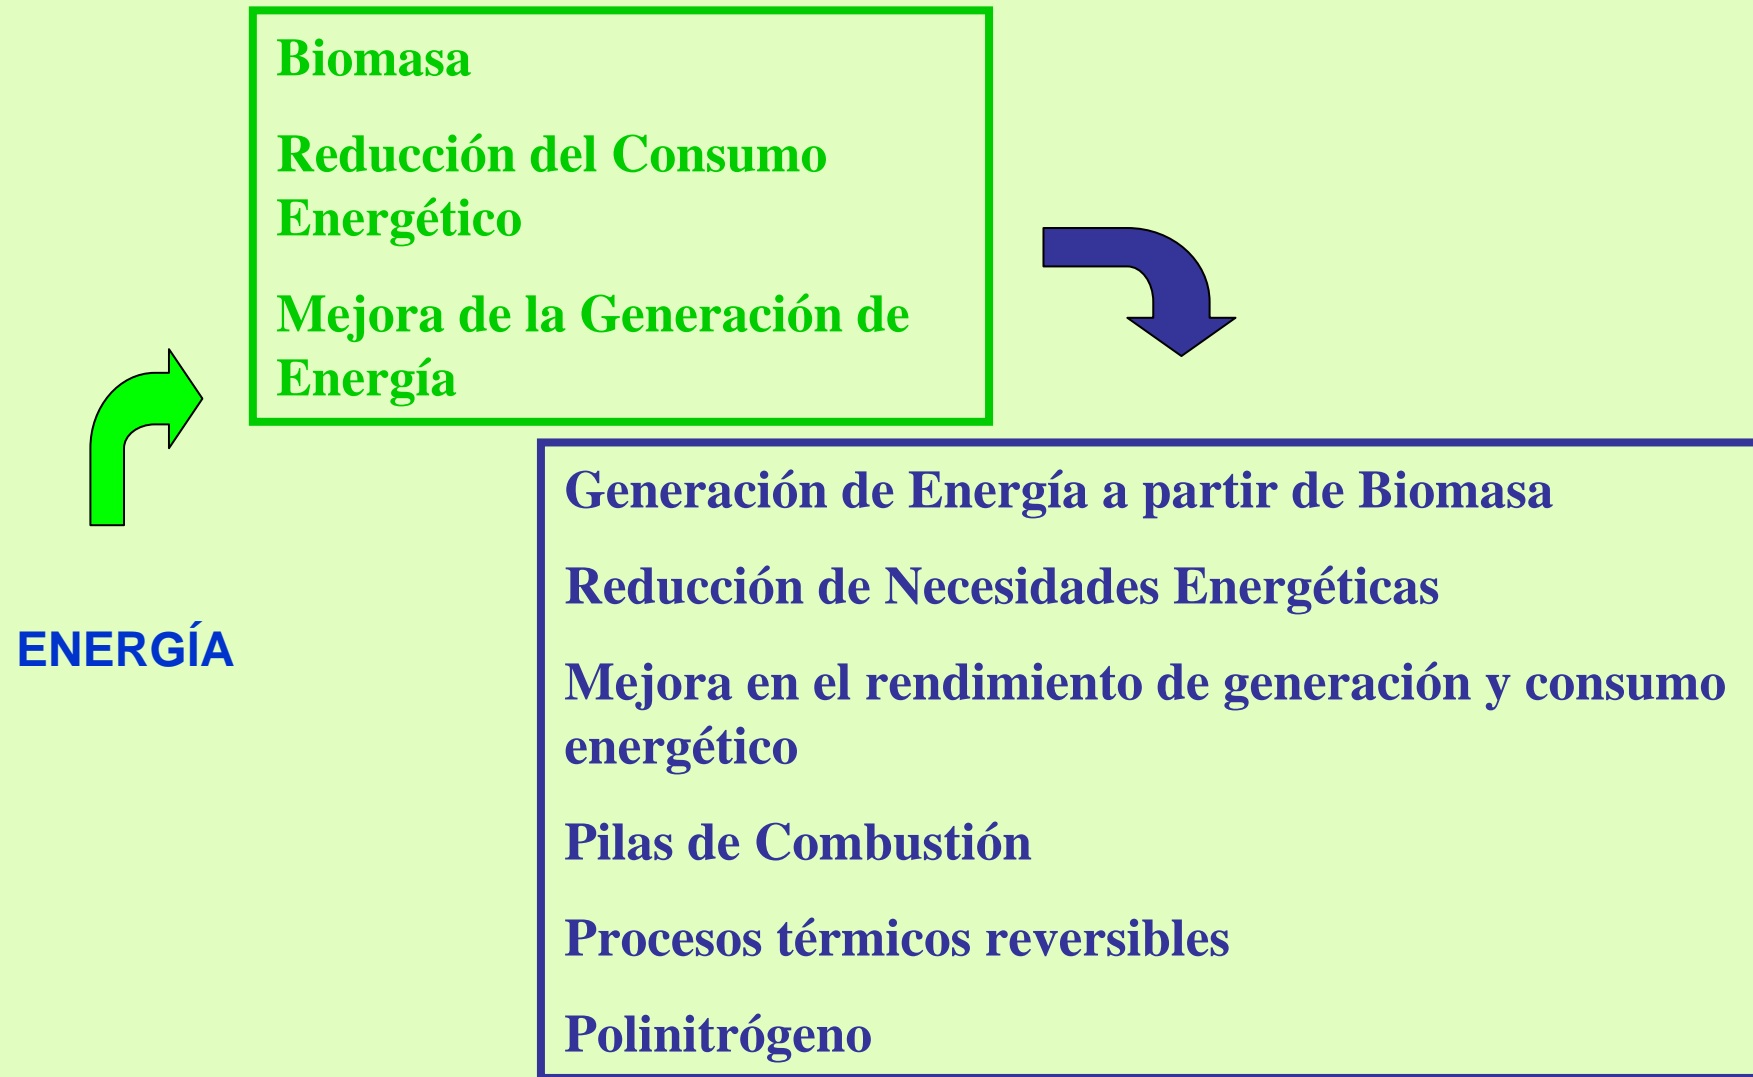 Biomasa
Reducción del Consumo
Energético
Mejora de la Generación de
Energía
ENERGÍA
Generación de Energía a partir de Biomasa
Reducción de Necesidades Energéticas
Mejora en el rendimiento de generación y consumo
energético
Pilas de Combustión
Procesos térmicos reversibles
Polinitrógeno